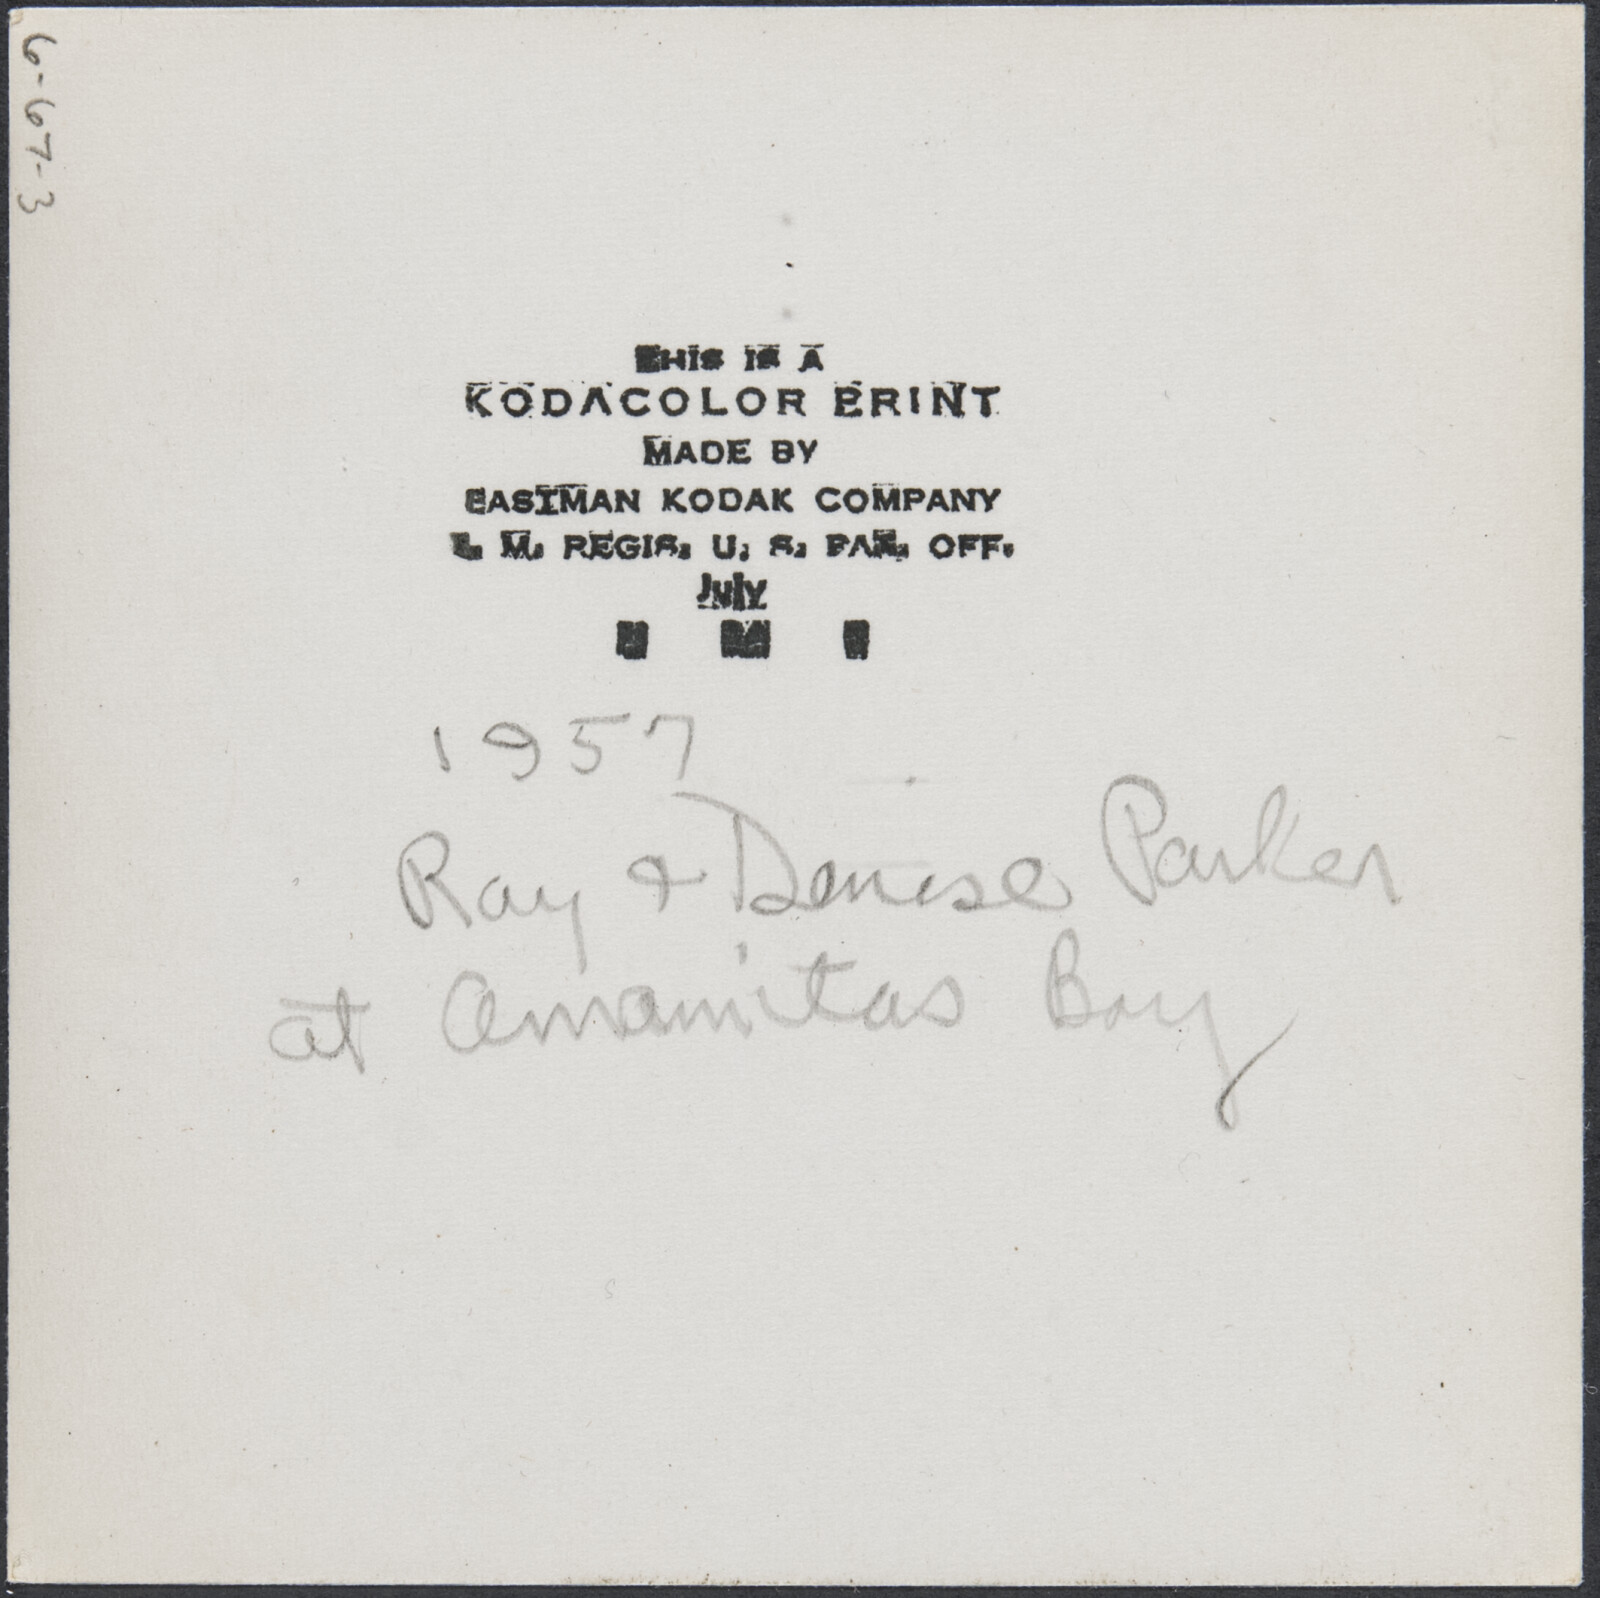 6-67-3
THIS IS A
KODACOLOR PRINT
MADE BY
EASTMAN KODAK COMPANY
T. M. REGIS. U. S. PAT. OFF.
July
1957
Ray & Denise Parker
at Amanitas Bay